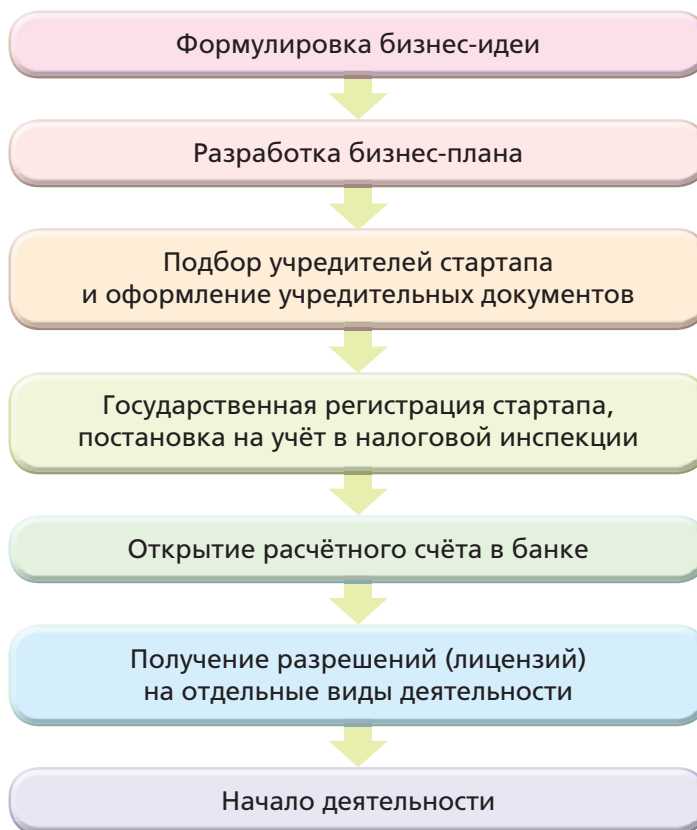 Формулировка бизнес-идеи
Разработка бизнес-плана
Подбор учредителей стартапа
и оформление учредительных документов
Государственная регистрация стартапа,
постановка на учёт в налоговой инспекции
Открытие расчётного счёта в банке
Получение разрешений (лицензий)
на отдельные виды деятельности
Начало деятельности